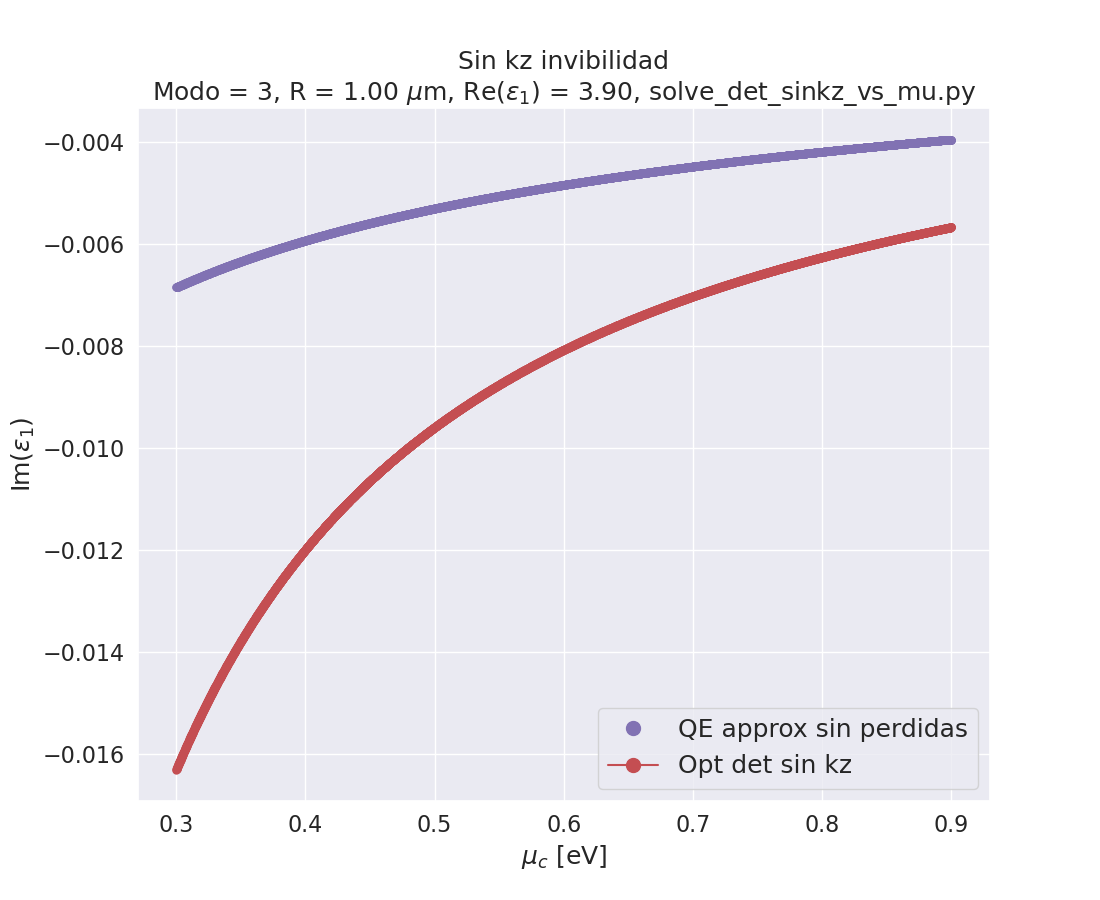 Sin kz invibilidad
Modo = 3, R = 1.00 μm, Re(ε₁) = 3.90, solve_det_sinkz_vs_mu.py
−0.004
−0.006
−0.008
−0.010
−0.012
−0.014
−0.016
Im(ε₁)
QE approx sin perdidas
Opt det sin kz
0.3 0.4 0.5 0.6 0.7 0.8 0.9
μ_c [eV]